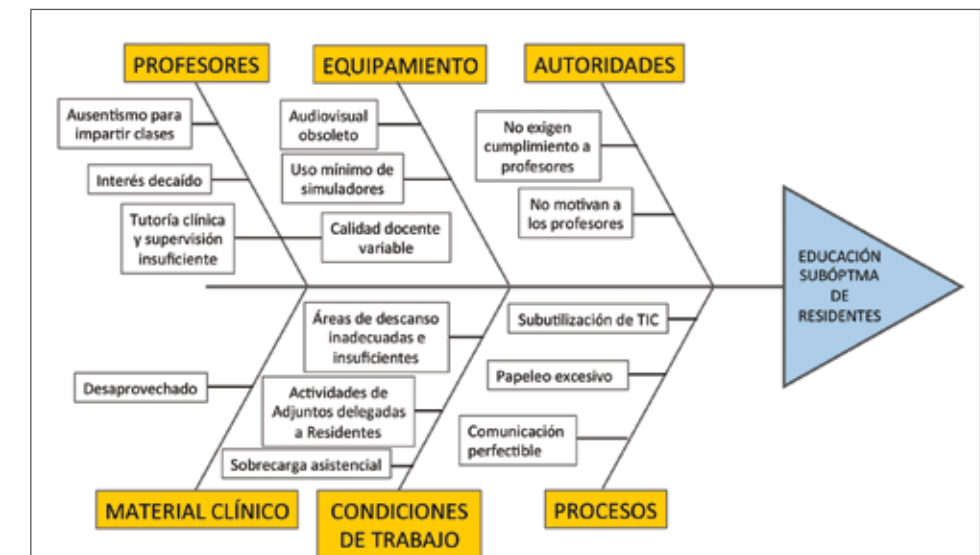 PROFESORES
EQUIPAMIENTO
AUTORIDADES
Ausentismo para
impartir clases
Interés decaído
Tutoría clínica
y supervisión
insuficiente
Calidad docente
variable
Audiovisual
obsoleto
Uso mínimo de
simuladores
No exigen
cumplimiento a
profesores
No motivan a
los profesores
EDUCACIÓN
SUBÓPTMA
DE
RESIDENTES
Desaprovechado
Áreas de descanso
inadecuadas e
insuficientes
Actividades de
Adjuntos delegadas
a Residentes
Sobrecarga asistencial
Subutilización de TIC
Papeleo excesivo
Comunicación
perfectible
MATERIAL CLÍNICO
CONDICIONES
DE TRABAJO
PROCESOS